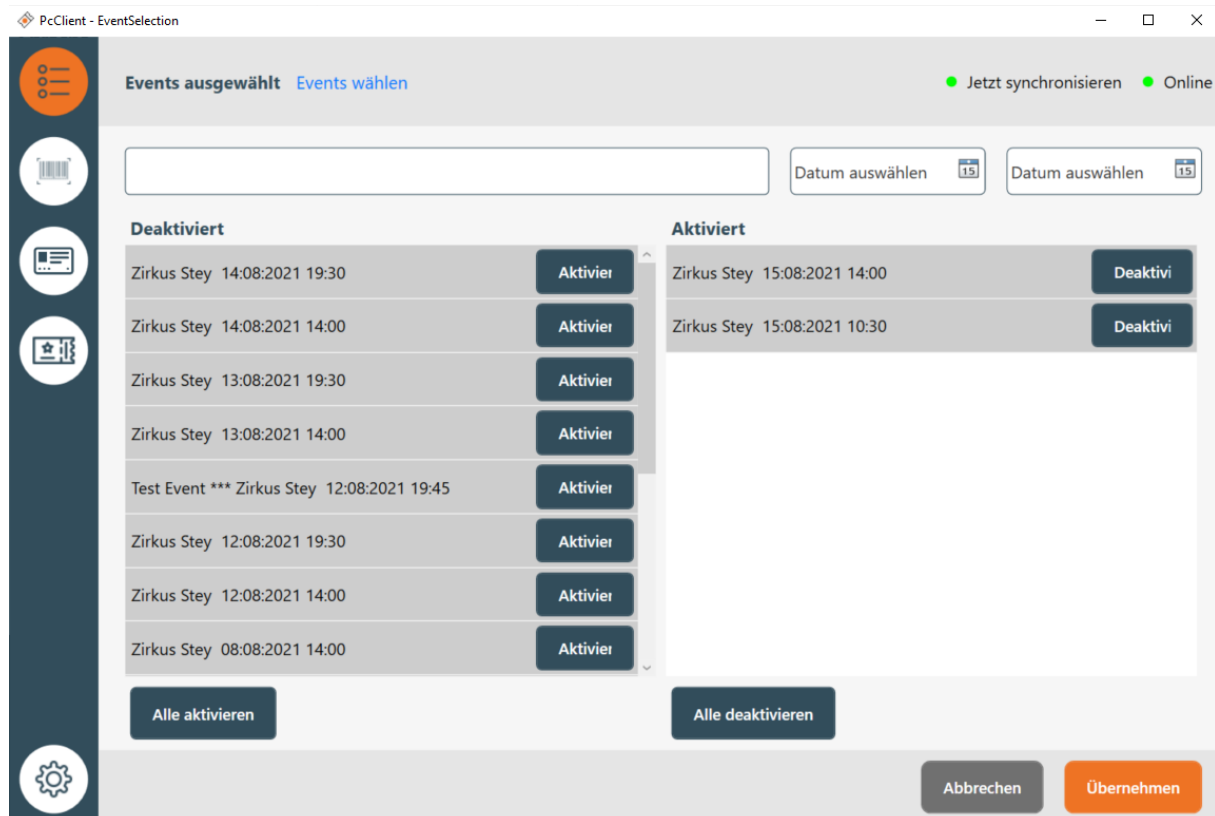 PcClient - EventSelection
Events ausgewählt Events wählen
Jetzt synchronisieren Online
Datum auswählen 15 Datum auswählen 15
Deaktiviert
Zirkus Stey 14:08:2021 19:30 Aktivier
Zirkus Stey 14:08:2021 14:00 Aktivier
Zirkus Stey 13:08:2021 19:30 Aktivier
Zirkus Stey 13:08:2021 14:00 Aktivier
Test Event *** Zirkus Stey 12:08:2021 19:45 Aktivier
Zirkus Stey 12:08:2021 19:30 Aktivier
Zirkus Stey 12:08:2021 14:00 Aktivier
Zirkus Stey 08:08:2021 14:00 Aktivier
Alle aktivieren
Aktiviert
Zirkus Stey 15:08:2021 14:00 Deaktivi
Zirkus Stey 15:08:2021 10:30 Deaktivi
Alle deaktivieren
Abbrechen Übernehmen